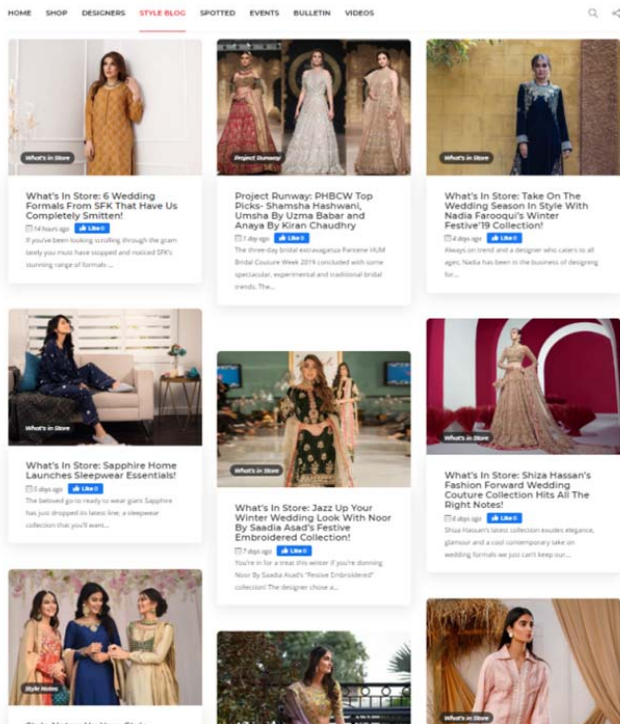 HOME SHOP DESIGNERS STYLE BLOG SPOTTED EVENTS BULLETIN VIDEOS
What's in Store
What's In Store: 6 Wedding
Formals From SFK That Have Us
Completely Smitten!
14 hours ago Like 0
If you've been looking scrolling through the gram
lately you must have stopped and noticed SFK's
stunning range of formals ...
Project Runway
Project Runway: PHBCW Top
Picks- Shamsha Hashwani,
Umsha By Uzma Babar and
Anaya By Kiran Chaudhry
1 day ago Like 0
The three-day bridal extravaganza Pantene HUM
Bridal Couture Week 2019 concluded with some
spectacular, experimental and traditional bridal
trends. The...
What's in Store
What's In Store: Take On The
Wedding Season In Style With
Nadia Farooqui's Winter
Festive'19 Collection!
4 days ago Like 0
Always on trend and a designer who caters to all
ages, Nadia has been in the business of designing
for...
What's in Store
What's In Store: Sapphire Home
Launches Sleepwear Essentials!
5 days ago Like 0
The beloved go-to ready to wear giant Sapphire
has just dropped its latest line; a sleepwear
collection that you'll want...
What's in Store
What's In Store: Jazz Up Your
Winter Wedding Look With Noor
By Saadia Asad's Festive
Embroidered Collection!
7 days ago Like 0
You're in for a treat this winter if you're donning
Noor By Saadia Asad's "Festive Embroidered"
collection! The designer chose a...
What's in Store
What's In Store: Shiza Hassan's
Fashion Forward Wedding
Couture Collection Hits All The
Right Notes!
6 days ago Like 0
Shiza Hassan's latest collection exudes elegance,
glamour and a cool contemporary take on
wedding formals we just can't keep our...
Style Notes
What's in Store